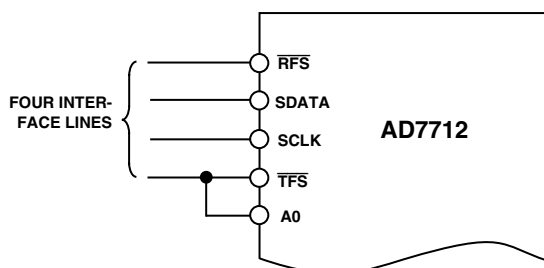 RFS
FOUR INTER-
FACE LINES
SDATA
SCLK
AD7712
TFS
A0